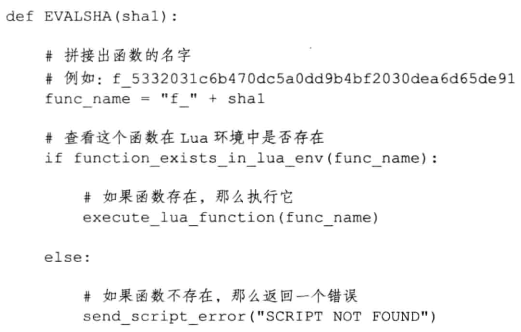 def EVALSHA(sha1):
# 拼接出函数的名字
# 例如：f_5332031c6b470dc5a0dd9b4bf2030dea6d65de91
func_name = "f_" + sha1
# 查看这个函数在 Lua 环境中是否存在
if function_exists_in_lua_env(func_name):
# 如果函数存在，那么执行它
execute_lua_function(func_name)
else:
# 如果函数不存在，那么返回一个错误
send_script_error("SCRIPT NOT FOUND")